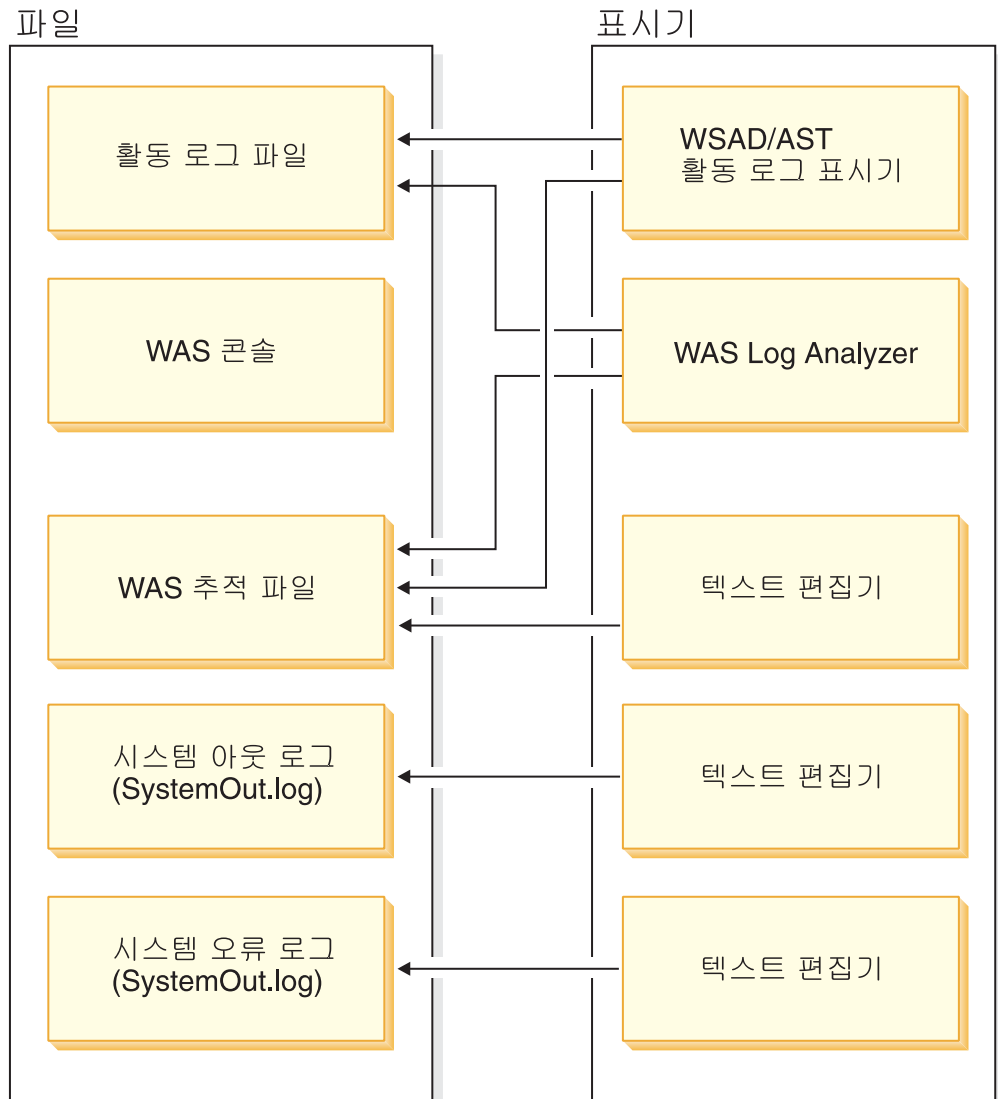 파일
활동 로그 파일
WAS 콘솔
WAS 추적 파일
시스템 아웃 로그
(SystemOut.log)
시스템 오류 로그
(SystemOut.log)
표시기
WSAD/AST
활동 로그 표시기
WAS Log Analyzer
텍스트 편집기
텍스트 편집기
텍스트 편집기